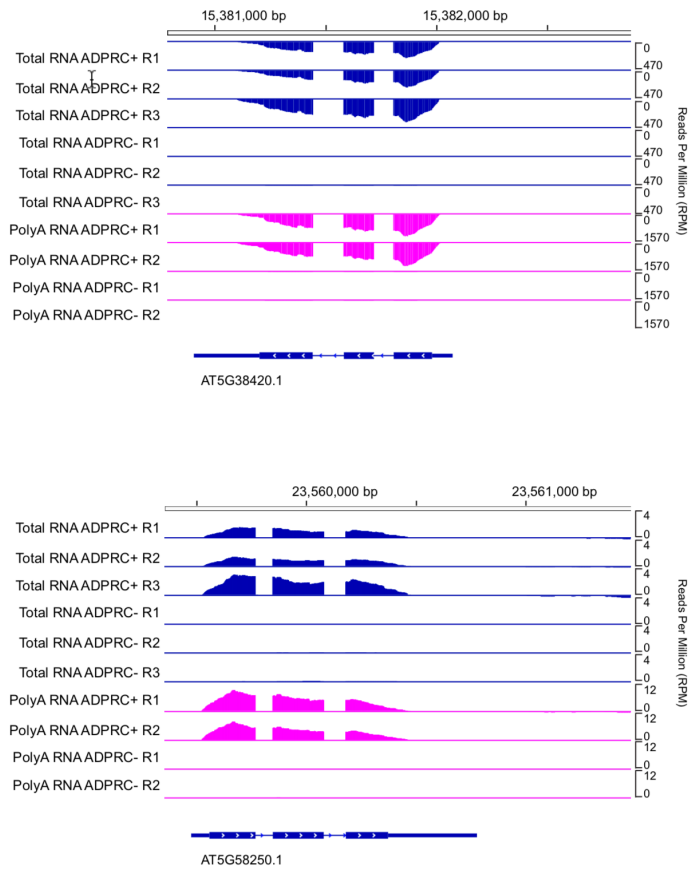 15,381,000 bp 15,382,000 bp
Total RNA ADPRC+ R1 0 470
Total RNA ADPRC+ R2 0 470
Total RNA ADPRC+ R3 0 470
Total RNA ADPRC- R1 0 470
Total RNA ADPRC- R2 0 470
Total RNA ADPRC- R3 0 470
PolyA RNA ADPRC+ R1 0 1570
PolyA RNA ADPRC+ R2 0 1570
PolyA RNA ADPRC- R1 0 1570
PolyA RNA ADPRC- R2 0 1570
Reads Per Million (RPM)
AT5G38420.1
23,560,000 bp 23,561,000 bp
Total RNA ADPRC+ R1 4 0
Total RNA ADPRC+ R2 4 0
Total RNA ADPRC+ R3 4 0
Total RNA ADPRC- R1 4 0
Total RNA ADPRC- R2 4 0
Total RNA ADPRC- R3 4 0
PolyA RNA ADPRC+ R1 12 0
PolyA RNA ADPRC+ R2 12 0
PolyA RNA ADPRC- R1 12 0
PolyA RNA ADPRC- R2 12 0
Reads Per Million (RPM)
AT5G58250.1